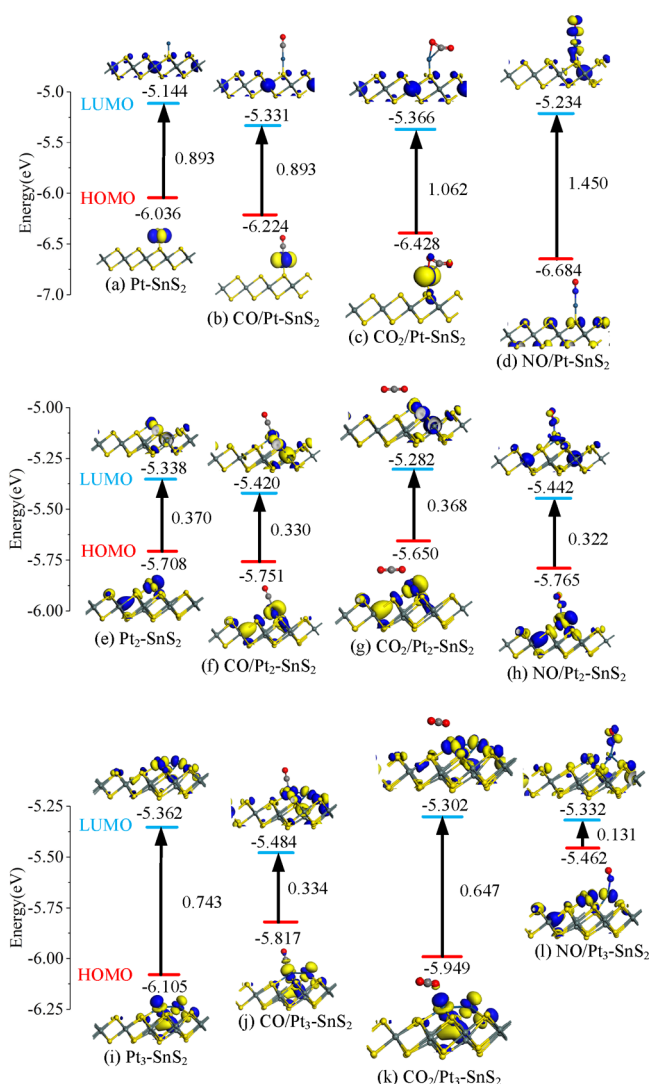 -5.0
-5.5
-6.0
-6.5
-7.0
Energy(eV)
LUMO
HOMO
-5.144
0.893
-6.036
(a) Pt-SnS2
-5.331
0.893
-6.224
(b) CO/Pt-SnS2
-5.366
1.062
-6.428
(c) CO2/Pt-SnS2
-5.234
1.450
-6.684
(d) NO/Pt-SnS2
-5.00
-5.25
-5.50
-5.75
-6.00
Energy(eV)
LUMO
HOMO
-5.338
0.370
-5.708
(e) Pt2-SnS2
-5.420
0.330
-5.751
(f) CO/Pt2-SnS2
-5.282
0.368
-5.650
(g) CO2/Pt2-SnS2
-5.442
0.322
-5.765
(h) NO/Pt2-SnS2
-5.25
-5.50
-5.75
-6.00
-6.25
Energy(eV)
LUMO
HOMO
-5.362
0.743
-6.105
(i) Pt3-SnS2
-5.484
0.334
-5.817
(j) CO/Pt3-SnS2
-5.302
0.647
-5.949
(k) CO2/Pt3-SnS2
-5.332
0.131
-5.462
(l) NO/Pt3-SnS2